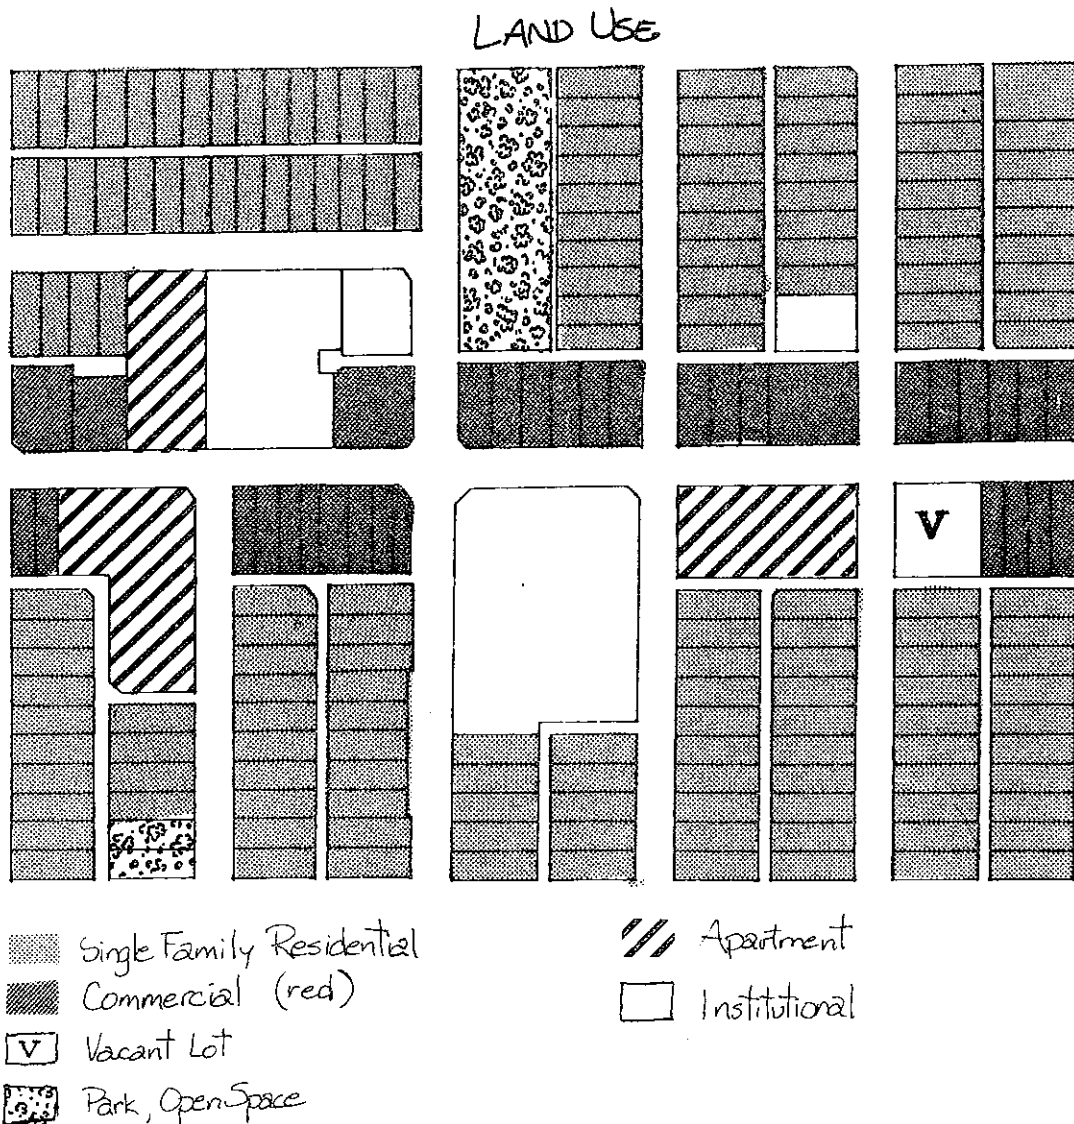 LAND USE
V
Single Family Residential
Apartment
Commercial (red)
Institutional
V Vacant Lot
Park, Open Space